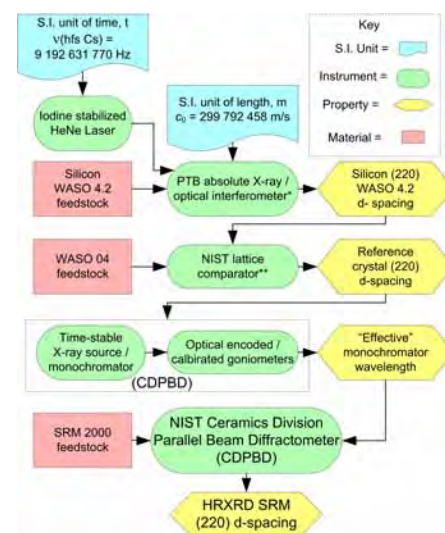 S.I. unit of time, t
ν(hfs Cs) =
9 192 631 770 Hz
Key
S.I. Unit =
Instrument =
Property =
Material =
Iodine stabilized
HeNe Laser
S.I. unit of length, m
c₀ = 299 792 458 m/s
Silicon
WASO 4.2
feedstock
PTB absolute X-ray /
optical interferometer*
Silicon (220)
WASO 4.2
d- spacing
WASO 04
feedstock
NIST lattice
comparator**
Reference
crystal (220)
d-spacing
Time-stable
X-ray source /
monochromator
Optical encoded /
calbirated goniometers
(CDPBD)
"Effective"
monochromator
wavelength
SRM 2000
feedstock
NIST Ceramics Division
Parallel Beam Diffractometer
(CDPBD)
HRXRD SRM
(220) d-spacing